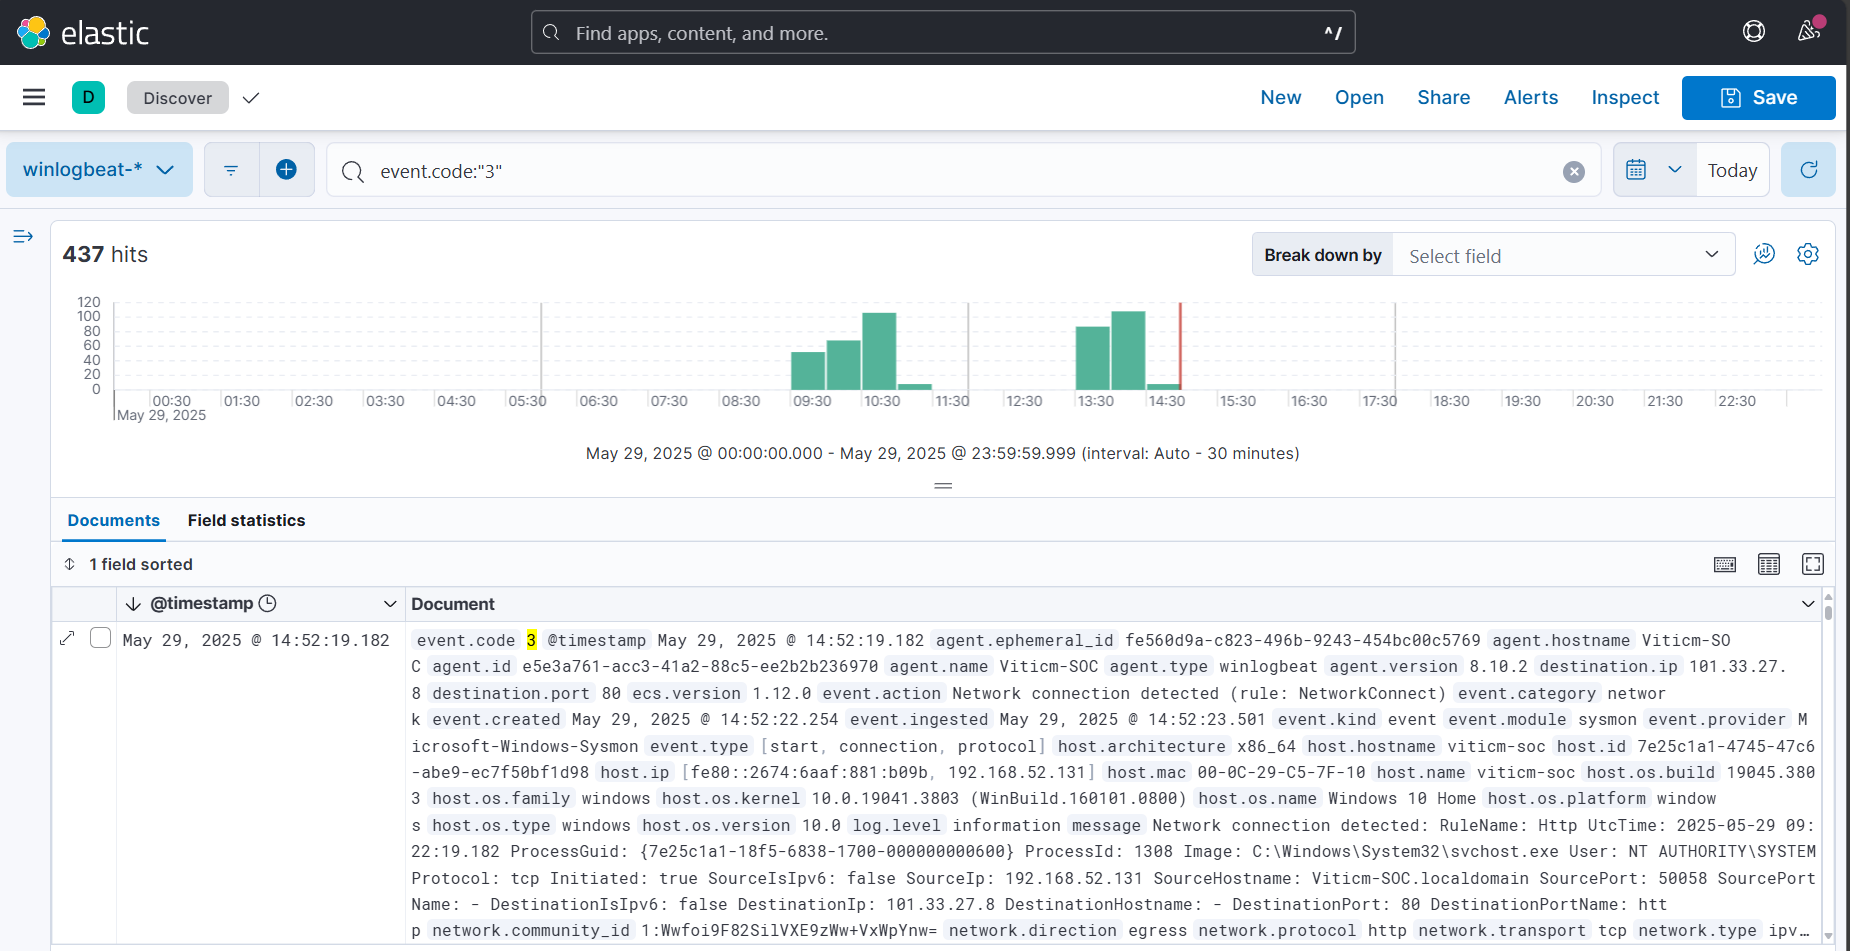 elastic
Find apps, content, and more.
^/
D
Discover
New
Open
Share
Alerts
Inspect
Save
winlogbeat-*
event.code:"3"
Today
437 hits
Break down by
Select field
120
100
80
60
40
20
0
00:30 01:30 02:30 03:30 04:30 05:30 06:30 07:30 08:30 09:30 10:30 11:30 12:30 13:30 14:30 15:30 16:30 17:30 18:30 19:30 20:30 21:30 22:30
May 29, 2025
May 29, 2025 @ 00:00:00.000 - May 29, 2025 @ 23:59:59.999 (interval: Auto - 30 minutes)
Documents
Field statistics
1 field sorted
@timestamp
Document
May 29, 2025 @ 14:52:19.182
event.code 3 @timestamp May 29, 2025 @ 14:52:19.182 agent.ephemeral_id fe560d9a-c823-496b-9243-454bc00c5769 agent.hostname Viticm-SO
C agent.id e5e3a761-acc3-41a2-88c5-ee2b2b236970 agent.name Viticm-SOC agent.type winlogbeat agent.version 8.10.2 destination.ip 101.33.27.
8 destination.port 80 ecs.version 1.12.0 event.action Network connection detected (rule: NetworkConnect) event.category networ
k event.created May 29, 2025 @ 14:52:22.254 event.ingested May 29, 2025 @ 14:52:23.501 event.kind event event.module sysmon event.provider M
icrosoft-Windows-Sysmon event.type [start, connection, protocol] host.architecture x86_64 host.hostname viticm-soc host.id 7e25c1a1-4745-47c6
-abe9-ec7f50bf1d98 host.ip [fe80::2674:6aaf:881:b09b, 192.168.52.131] host.mac 00-0C-29-C5-7F-10 host.name viticm-soc host.os.build 19045.380
3 host.os.family windows host.os.kernel 10.0.19041.3803 (WinBuild.160101.0800) host.os.name Windows 10 Home host.os.platform window
s host.os.type windows host.os.version 10.0 log.level information message Network connection detected: RuleName: Http UtcTime: 2025-05-29 09:
22:19.182 ProcessGuid: {7e25c1a1-18f5-6838-1700-000000000600} ProcessId: 1308 Image: C:\Windows\System32\svchost.exe User: NT AUTHORITY\SYSTEM
Protocol: tcp Initiated: true SourceIsIpv6: false SourceIp: 192.168.52.131 SourceHostname: Viticm-SOC.localdomain SourcePort: 50058 SourcePort
Name: - DestinationIsIpv6: false DestinationIp: 101.33.27.8 DestinationHostname: - DestinationPort: 80 DestinationPortName: htt
p network.community_id 1:Wwfoi9F82SilVXE9zWw+VxWpYnw= network.direction egress network.protocol http network.transport tcp network.type ipv…